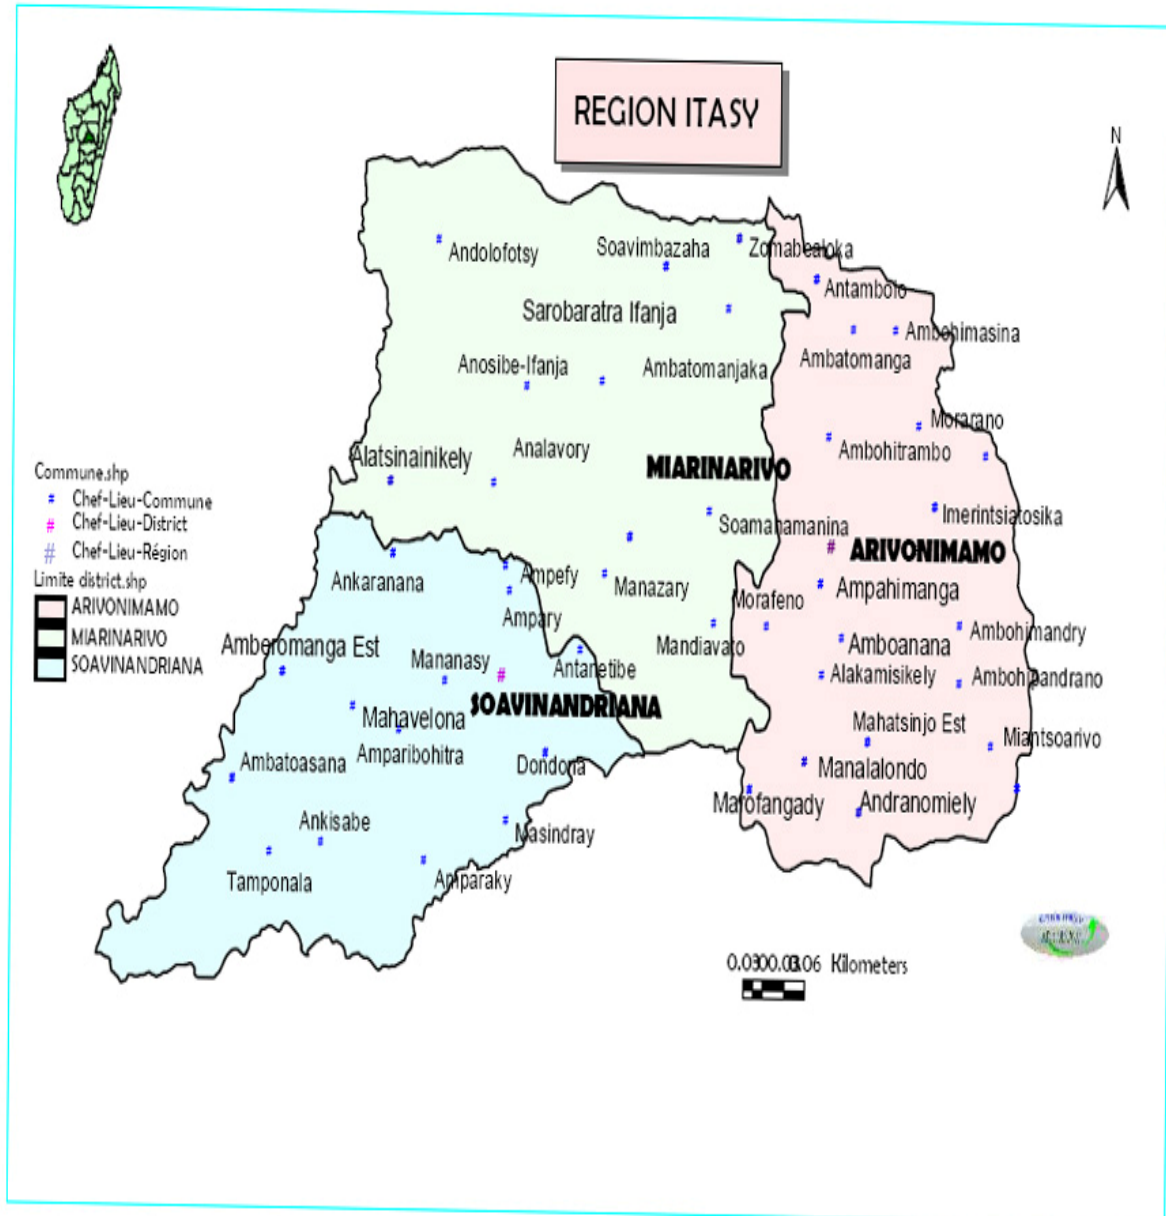 REGION ITASY
N
Andolofotsy
Soavimbazaha
Zomabealoka
Antambolo
Sarobaratra Ifanja
Ambohimasina
Ambatomanga
Anosibe-Ifanja
Ambatomanjaka
Morarano
Ambohitrambo
Analavory
Alatsinainikely
MIARINARIVO
Commune.shp
Chef-Lieu-Commune
Chef-Lieu-District
Chef-Lieu-Région
Limite district.shp
ARIVONIMAMO
MIARINARIVO
SOAVINANDRIANA
Soamahamanina
Imerintsiatosika
ARIVONIMAMO
Ankaranana
Ampefy
Manazary
Ampahimanga
Morafeno
Ampary
Amboanana
Ambohimandry
Amberomanga Est
Mandiavato
Mananasy
Antanetibe
Alakamisikely
Ambohipandrano
SOAVINANDRIANA
Mahavelona
Mahatsinjo Est
Miantsoarivo
Amparibohitra
Ambatoasana
Dondona
Manalalondo
Marofangady
Andranomiely
Ankisabe
Masindray
Tamponala
Amparaky
Kilometers